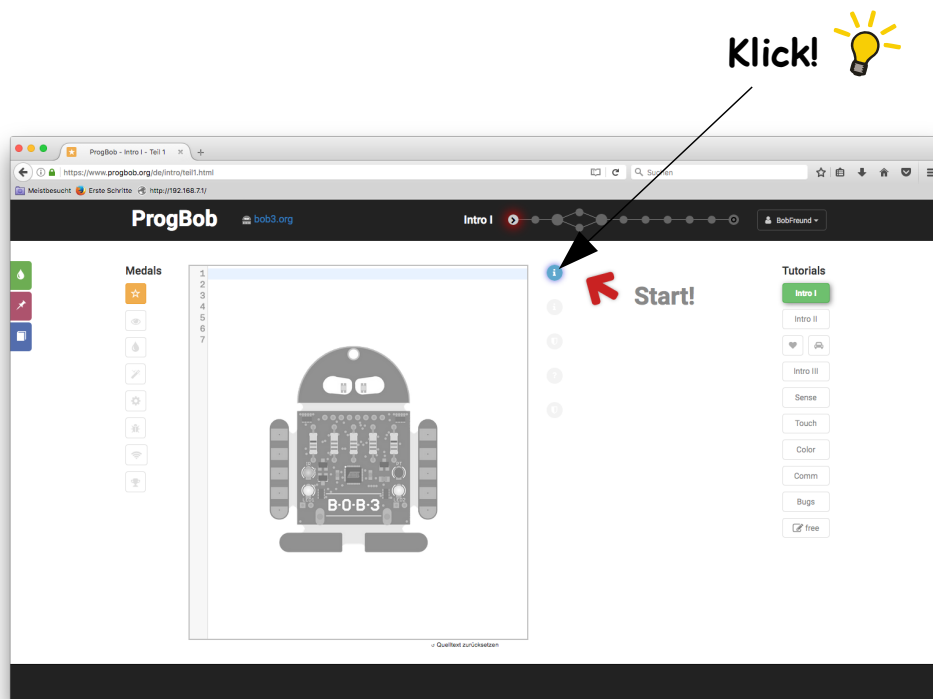 Klick!
ProgBob - Intro I - Teil 1
https://www.progbob.org/de/intro/teil1.html
Suchen
Meistbesucht
Erste Schritte
http://192.168.7.1/
ProgBob
bob3.org
Intro I
BobFreund
Medals
1
2
3
4
5
6
7
B·O·B·3
Quelltext zurücksetzen
i
Start!
Tutorials
Intro I
Intro II
Intro III
Sense
Touch
Color
Comm
Bugs
free